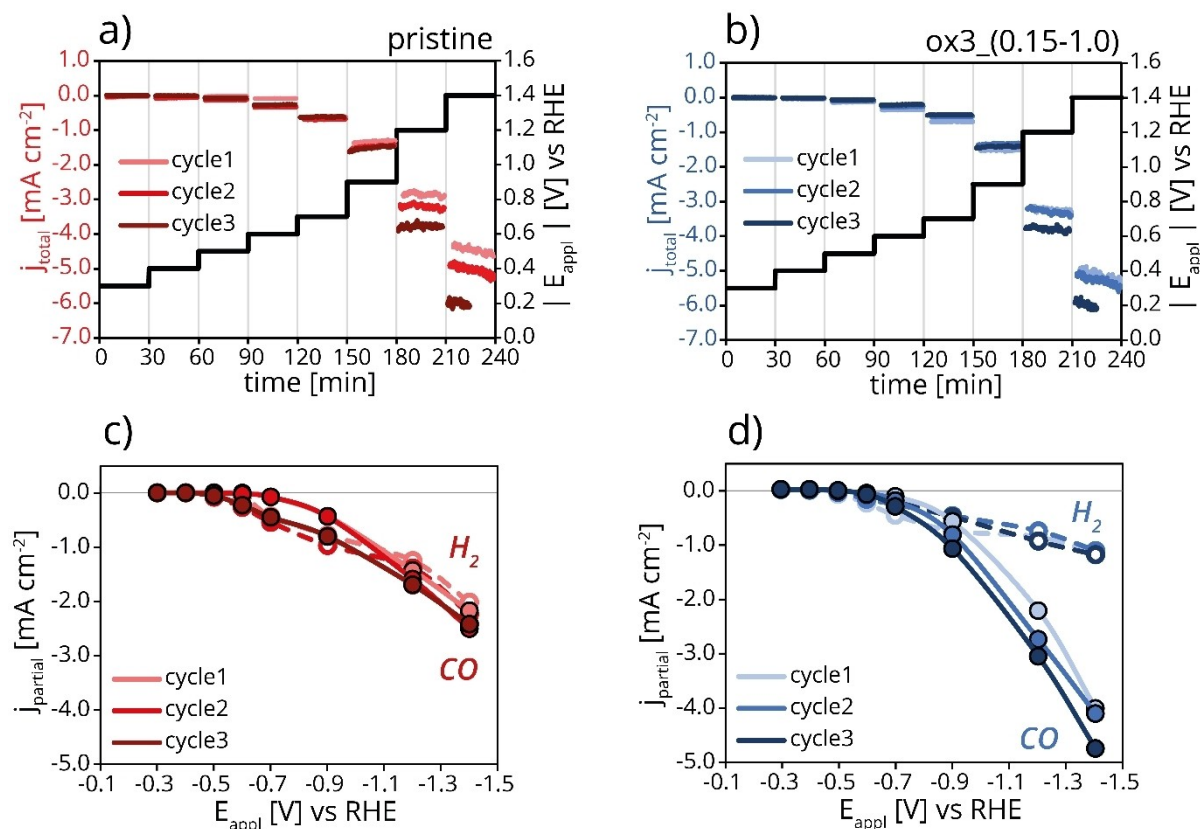 a)
pristine
1.0
0.0
-1.0
-2.0
-3.0
-4.0
-5.0
-6.0
-7.0
j_total [mA cm⁻²]
cycle1
cycle2
cycle3
1.6
1.4
1.2
1.0
0.8
0.6
0.4
0.2
0.0
| E_appl | [V] vs RHE
0 30 60 90 120 150 180 210 240
time [min]
b)
ox3_(0.15-1.0)
1.0
0.0
-1.0
-2.0
-3.0
-4.0
-5.0
-6.0
-7.0
j_total [mA cm⁻²]
cycle1
cycle2
cycle3
1.6
1.4
1.2
1.0
0.8
0.6
0.4
0.2
0.0
| E_appl | [V] vs RHE
0 30 60 90 120 150 180 210 240
time [min]
c)
0.0
-1.0
-2.0
-3.0
-4.0
-5.0
j_partial [mA cm⁻²]
H₂
CO
cycle1
cycle2
cycle3
-0.1 -0.3 -0.5 -0.7 -0.9 -1.1 -1.3 -1.5
E_appl [V] vs RHE
d)
0.0
-1.0
-2.0
-3.0
-4.0
-5.0
j_partial [mA cm⁻²]
H₂
CO
cycle1
cycle2
cycle3
-0.1 -0.3 -0.5 -0.7 -0.9 -1.1 -1.3 -1.5
E_appl [V] vs RHE